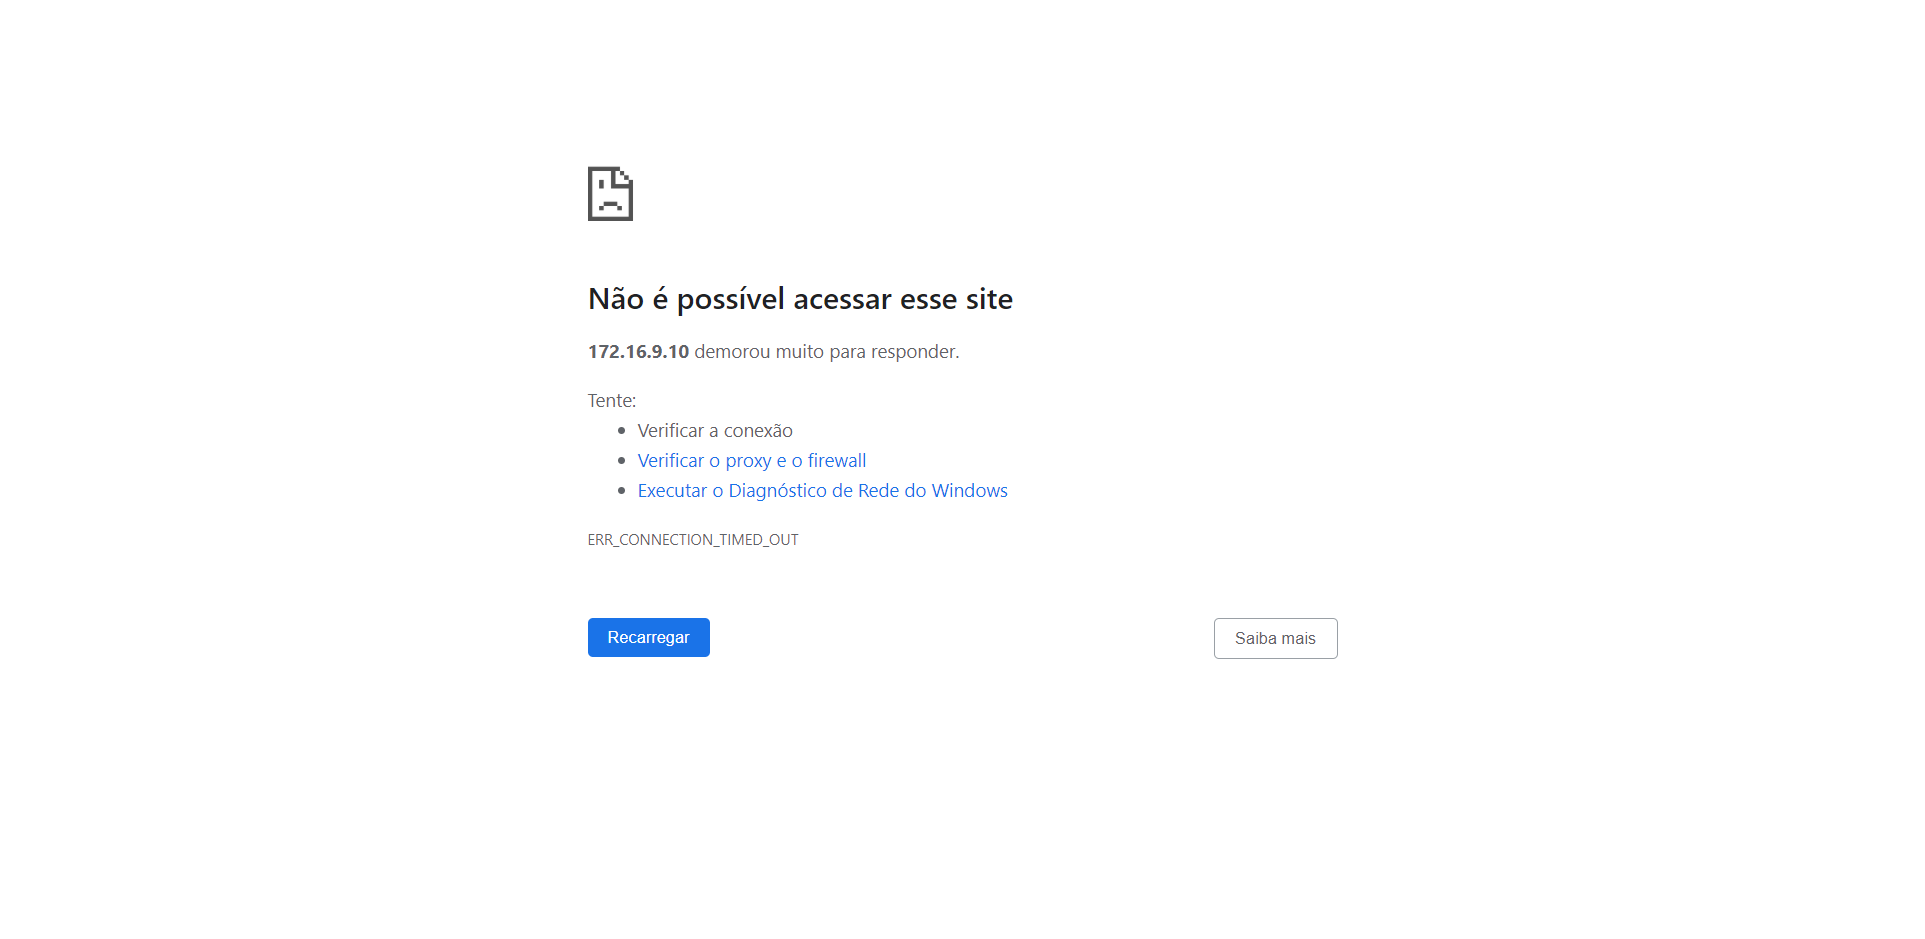 Não é possível acessar esse site
172.16.9.10 demorou muito para responder.
Tente:
Verificar a conexão
Verificar o proxy e o firewall
Executar o Diagnóstico de Rede do Windows
ERR_CONNECTION_TIMED_OUT
Recarregar
Saiba mais